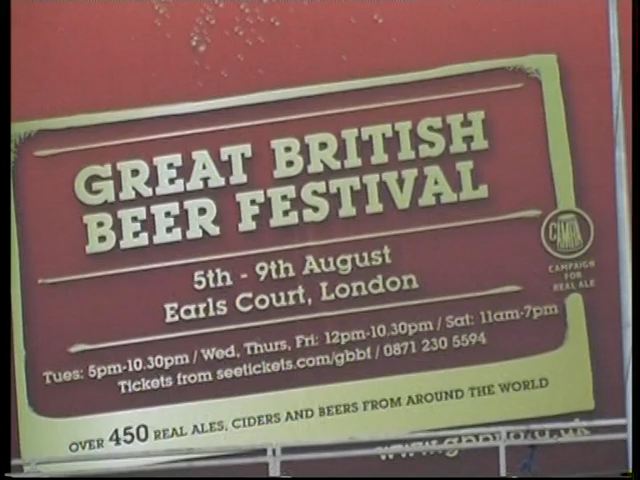 GREAT BRITISH
BEER FESTIVAL
5th - 9th August
Earls Court, London
CAMRA
CAMPAIGN
FOR
REAL ALE
Tues: 5pm-10.30pm / Wed, Thurs, Fri: 12pm-10.30pm / Sat: 11am-7pm
Tickets from seetickets.com/gbbf / 0871 230 5594
OVER 450 REAL ALES, CIDERS AND BEERS FROM AROUND THE WORLD